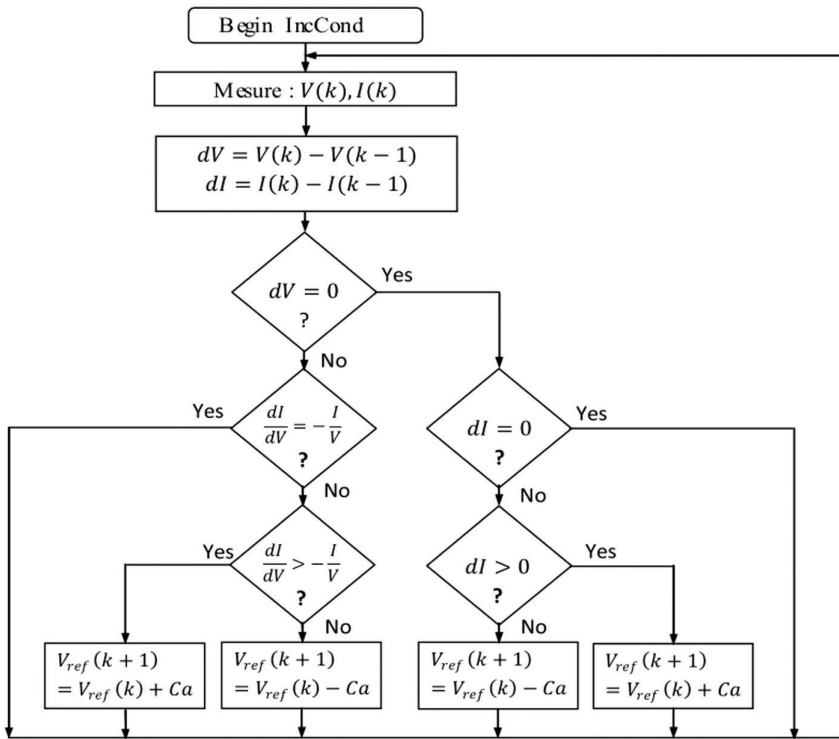 Begin IncCond
Mesure : V(k), I(k)
dV = V(k) − V(k − 1)
dI = I(k) − I(k − 1)
dV = 0
?
Yes
No
dI/dV = −I/V
?
Yes
No
dI = 0
?
Yes
No
dI/dV > −I/V
?
Yes
No
dI > 0
?
Yes
No
V_ref (k + 1)
= V_ref (k) + Ca
V_ref (k + 1)
= V_ref (k) − Ca
V_ref (k + 1)
= V_ref (k) − Ca
V_ref (k + 1)
= V_ref (k) + Ca